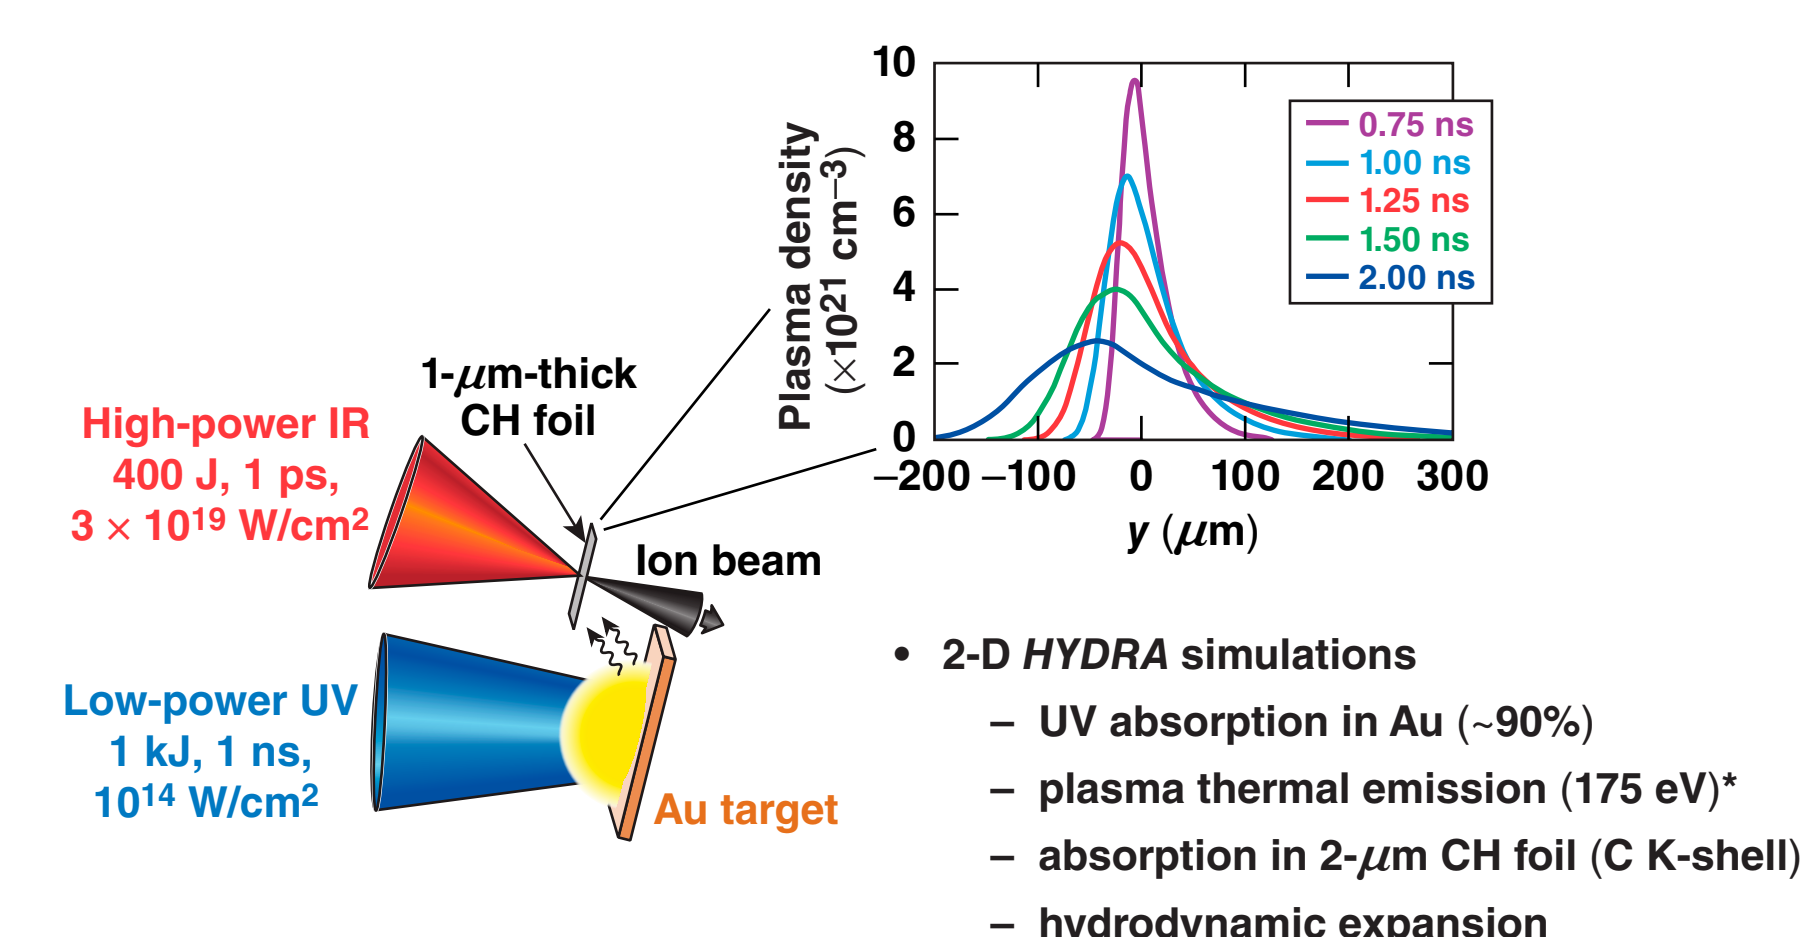 10
8
6
4
2
0
Plasma density
(×10²¹ cm⁻³)
0.75 ns
1.00 ns
1.25 ns
1.50 ns
2.00 ns
–200 –100 0 100 200 300
y (μm)
1-μm-thick
CH foil
High-power IR
400 J, 1 ps,
3 × 10¹⁹ W/cm²
Ion beam
Low-power UV
1 kJ, 1 ns,
10¹⁴ W/cm²
Au target
• 2-D HYDRA simulations
– UV absorption in Au (~90%)
– plasma thermal emission (175 eV)*
– absorption in 2-μm CH foil (C K-shell)
– hydrodynamic expansion